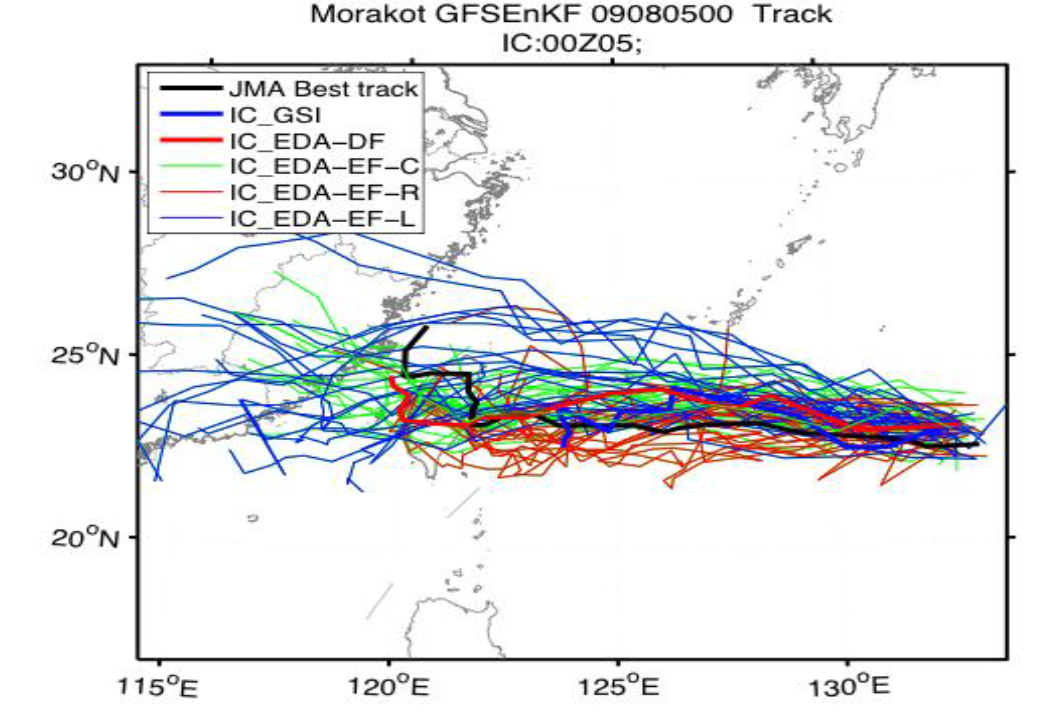 Morakot GFSEnKF 09080500 Track
IC:00Z05;
JMA Best track
IC_GSI
IC_EDA−DF
IC_EDA−EF−C
IC_EDA−EF−R
IC_EDA−EF−L
30°N
25°N
20°N
115°E 120°E 125°E 130°E